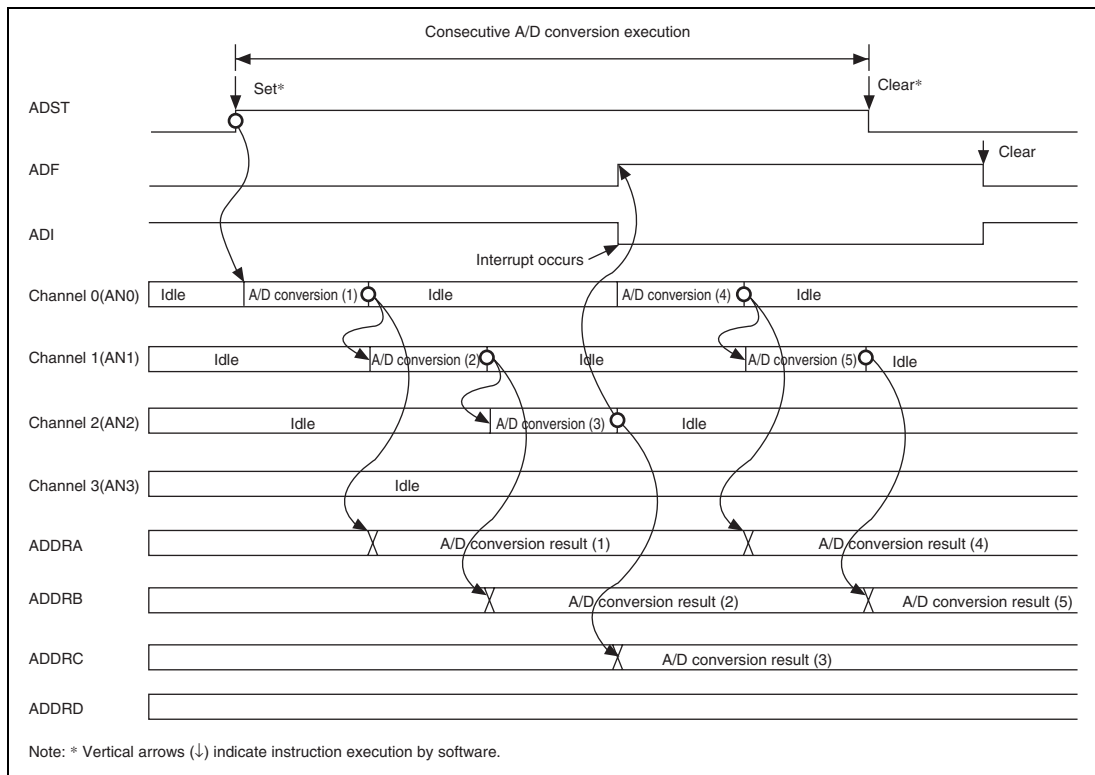 Consecutive A/D conversion execution
Set*
Clear*
ADST
Clear
ADF
ADI
Interrupt occurs
Channel 0(AN0) Idle A/D conversion (1) Idle A/D conversion (4) Idle
Channel 1(AN1) Idle A/D conversion (2) Idle A/D conversion (5) Idle
Channel 2(AN2) Idle A/D conversion (3) Idle
Channel 3(AN3) Idle
ADDRA A/D conversion result (1) A/D conversion result (4)
ADDRB A/D conversion result (2) A/D conversion result (5)
ADDRC A/D conversion result (3)
ADDRD
Note: * Vertical arrows (↓) indicate instruction execution by software.